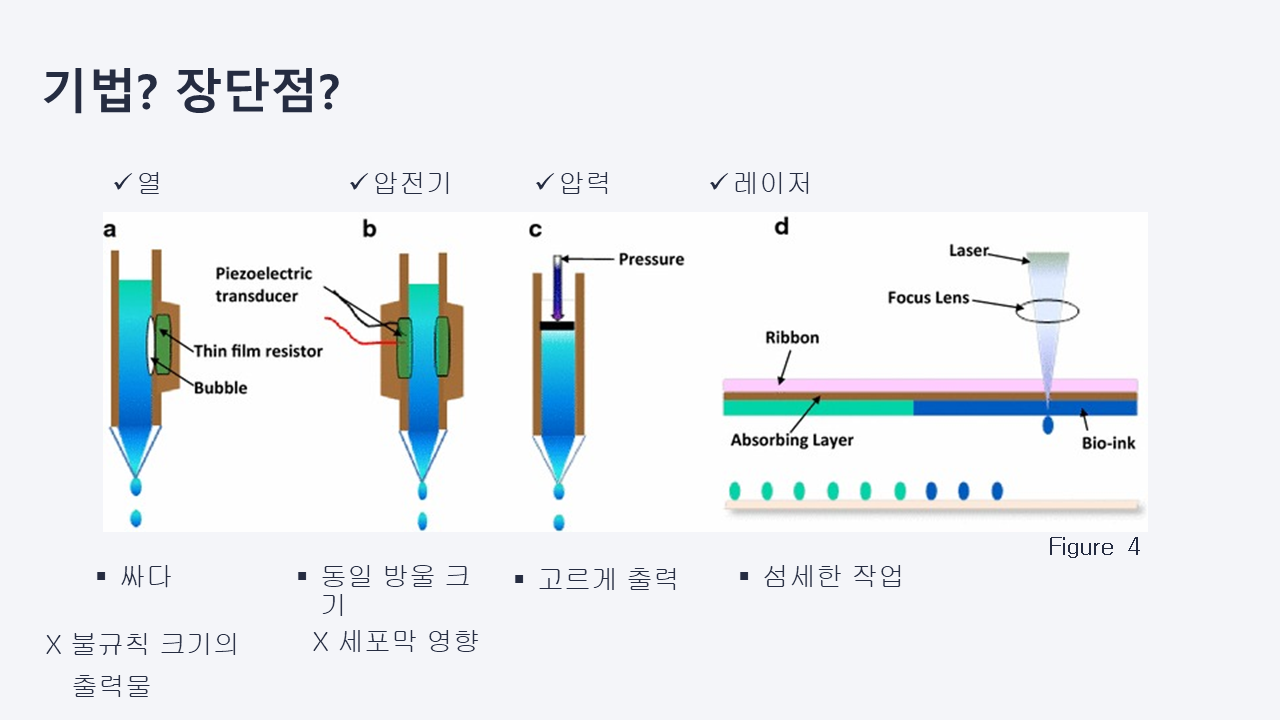 기법? 장단점?
✓열
✓압전기
✓압력
✓레이저
a
b
c
d
Piezoelectric
transducer
Thin film resistor
Bubble
Pressure
Laser
Focus Lens
Ribbon
Absorbing Layer
Bio-ink
Figure 4
▪ 싸다
▪ 동일 방울 크
기
▪ 고르게 출력
▪ 섬세한 작업
X 불규칙 크기의
출력물
X 세포막 영향